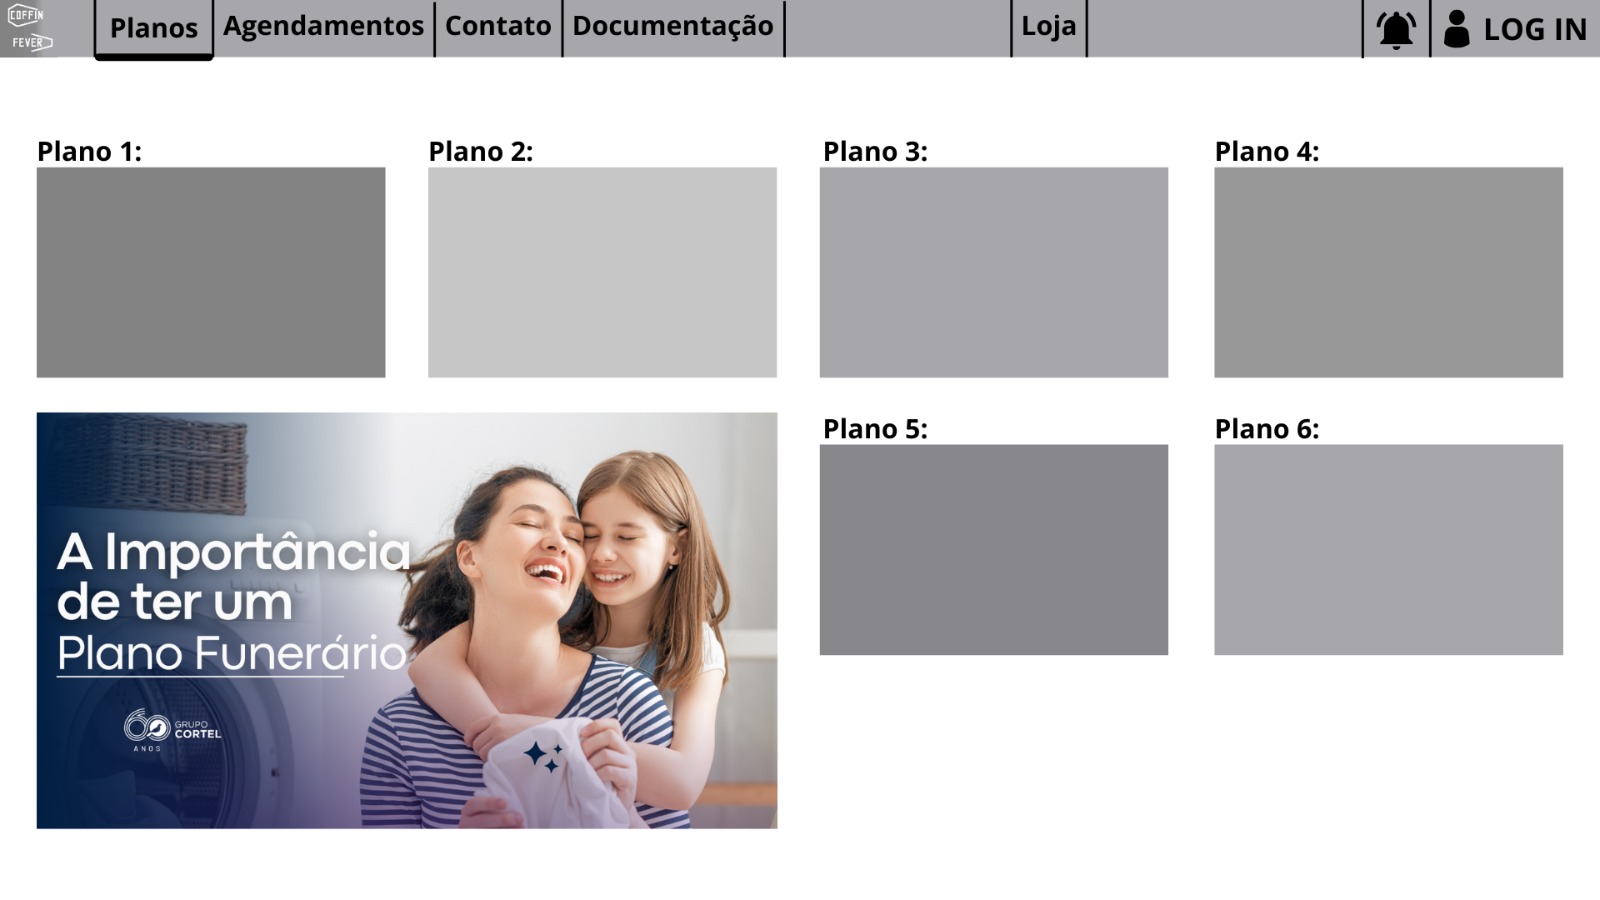 COFFIN
FEVER
Planos
Agendamentos
Contato
Documentação
Loja
LOG IN
Plano 1:
Plano 2:
Plano 3:
Plano 4:
A Importância
de ter um
Plano Funerário
60
ANOS
GRUPO
CORTEL
Plano 5:
Plano 6: